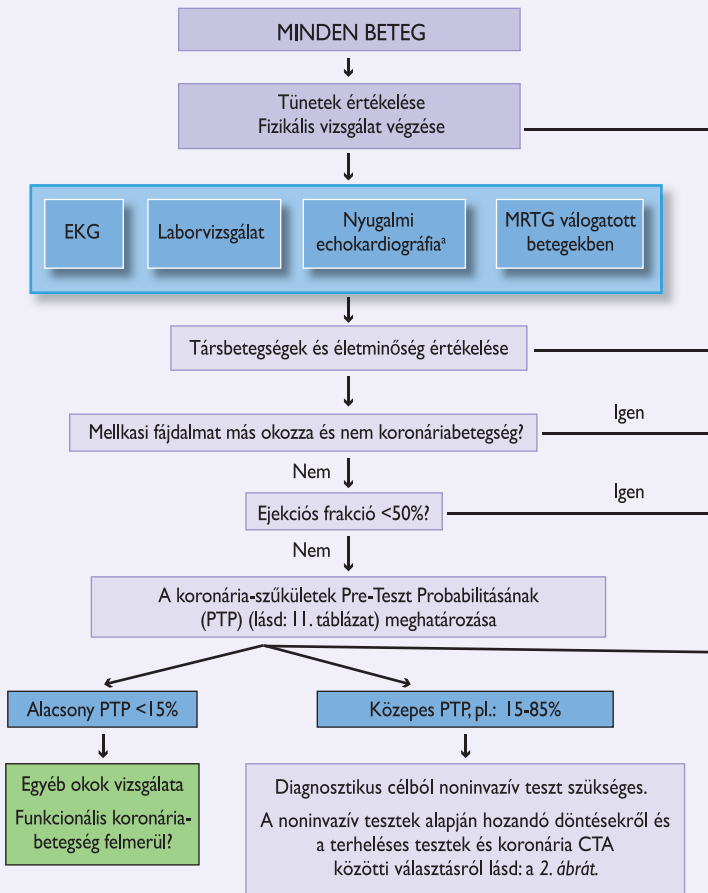 MINDEN BETEG
Tünetek értékelése
Fizikális vizsgálat végzése
EKG
Laborvizsgálat
Nyugalmi
echokardiográfiaᵃ
MRTG válogatott
betegekben
Társbetegségek és életminőség értékelése
Mellkasi fájdalmat más okozza és nem koronáriabetegség?
Igen
Nem
Ejekciós frakció <50%?
Igen
Nem
A koronária-szűkületek Pre-Teszt Probabilitásának
(PTP) (lásd: 11. táblázat) meghatározása
Alacsony PTP <15%
Közepes PTP, pl.: 15-85%
Egyéb okok vizsgálata
Funkcionális koronária-
betegség felmerül?
Diagnosztikus célból noninvazív teszt szükséges.
A noninvazív tesztek alapján hozandó döntésekről és
a terheléses tesztek és koronária CTA
közötti választásról lásd: a 2. ábrát.